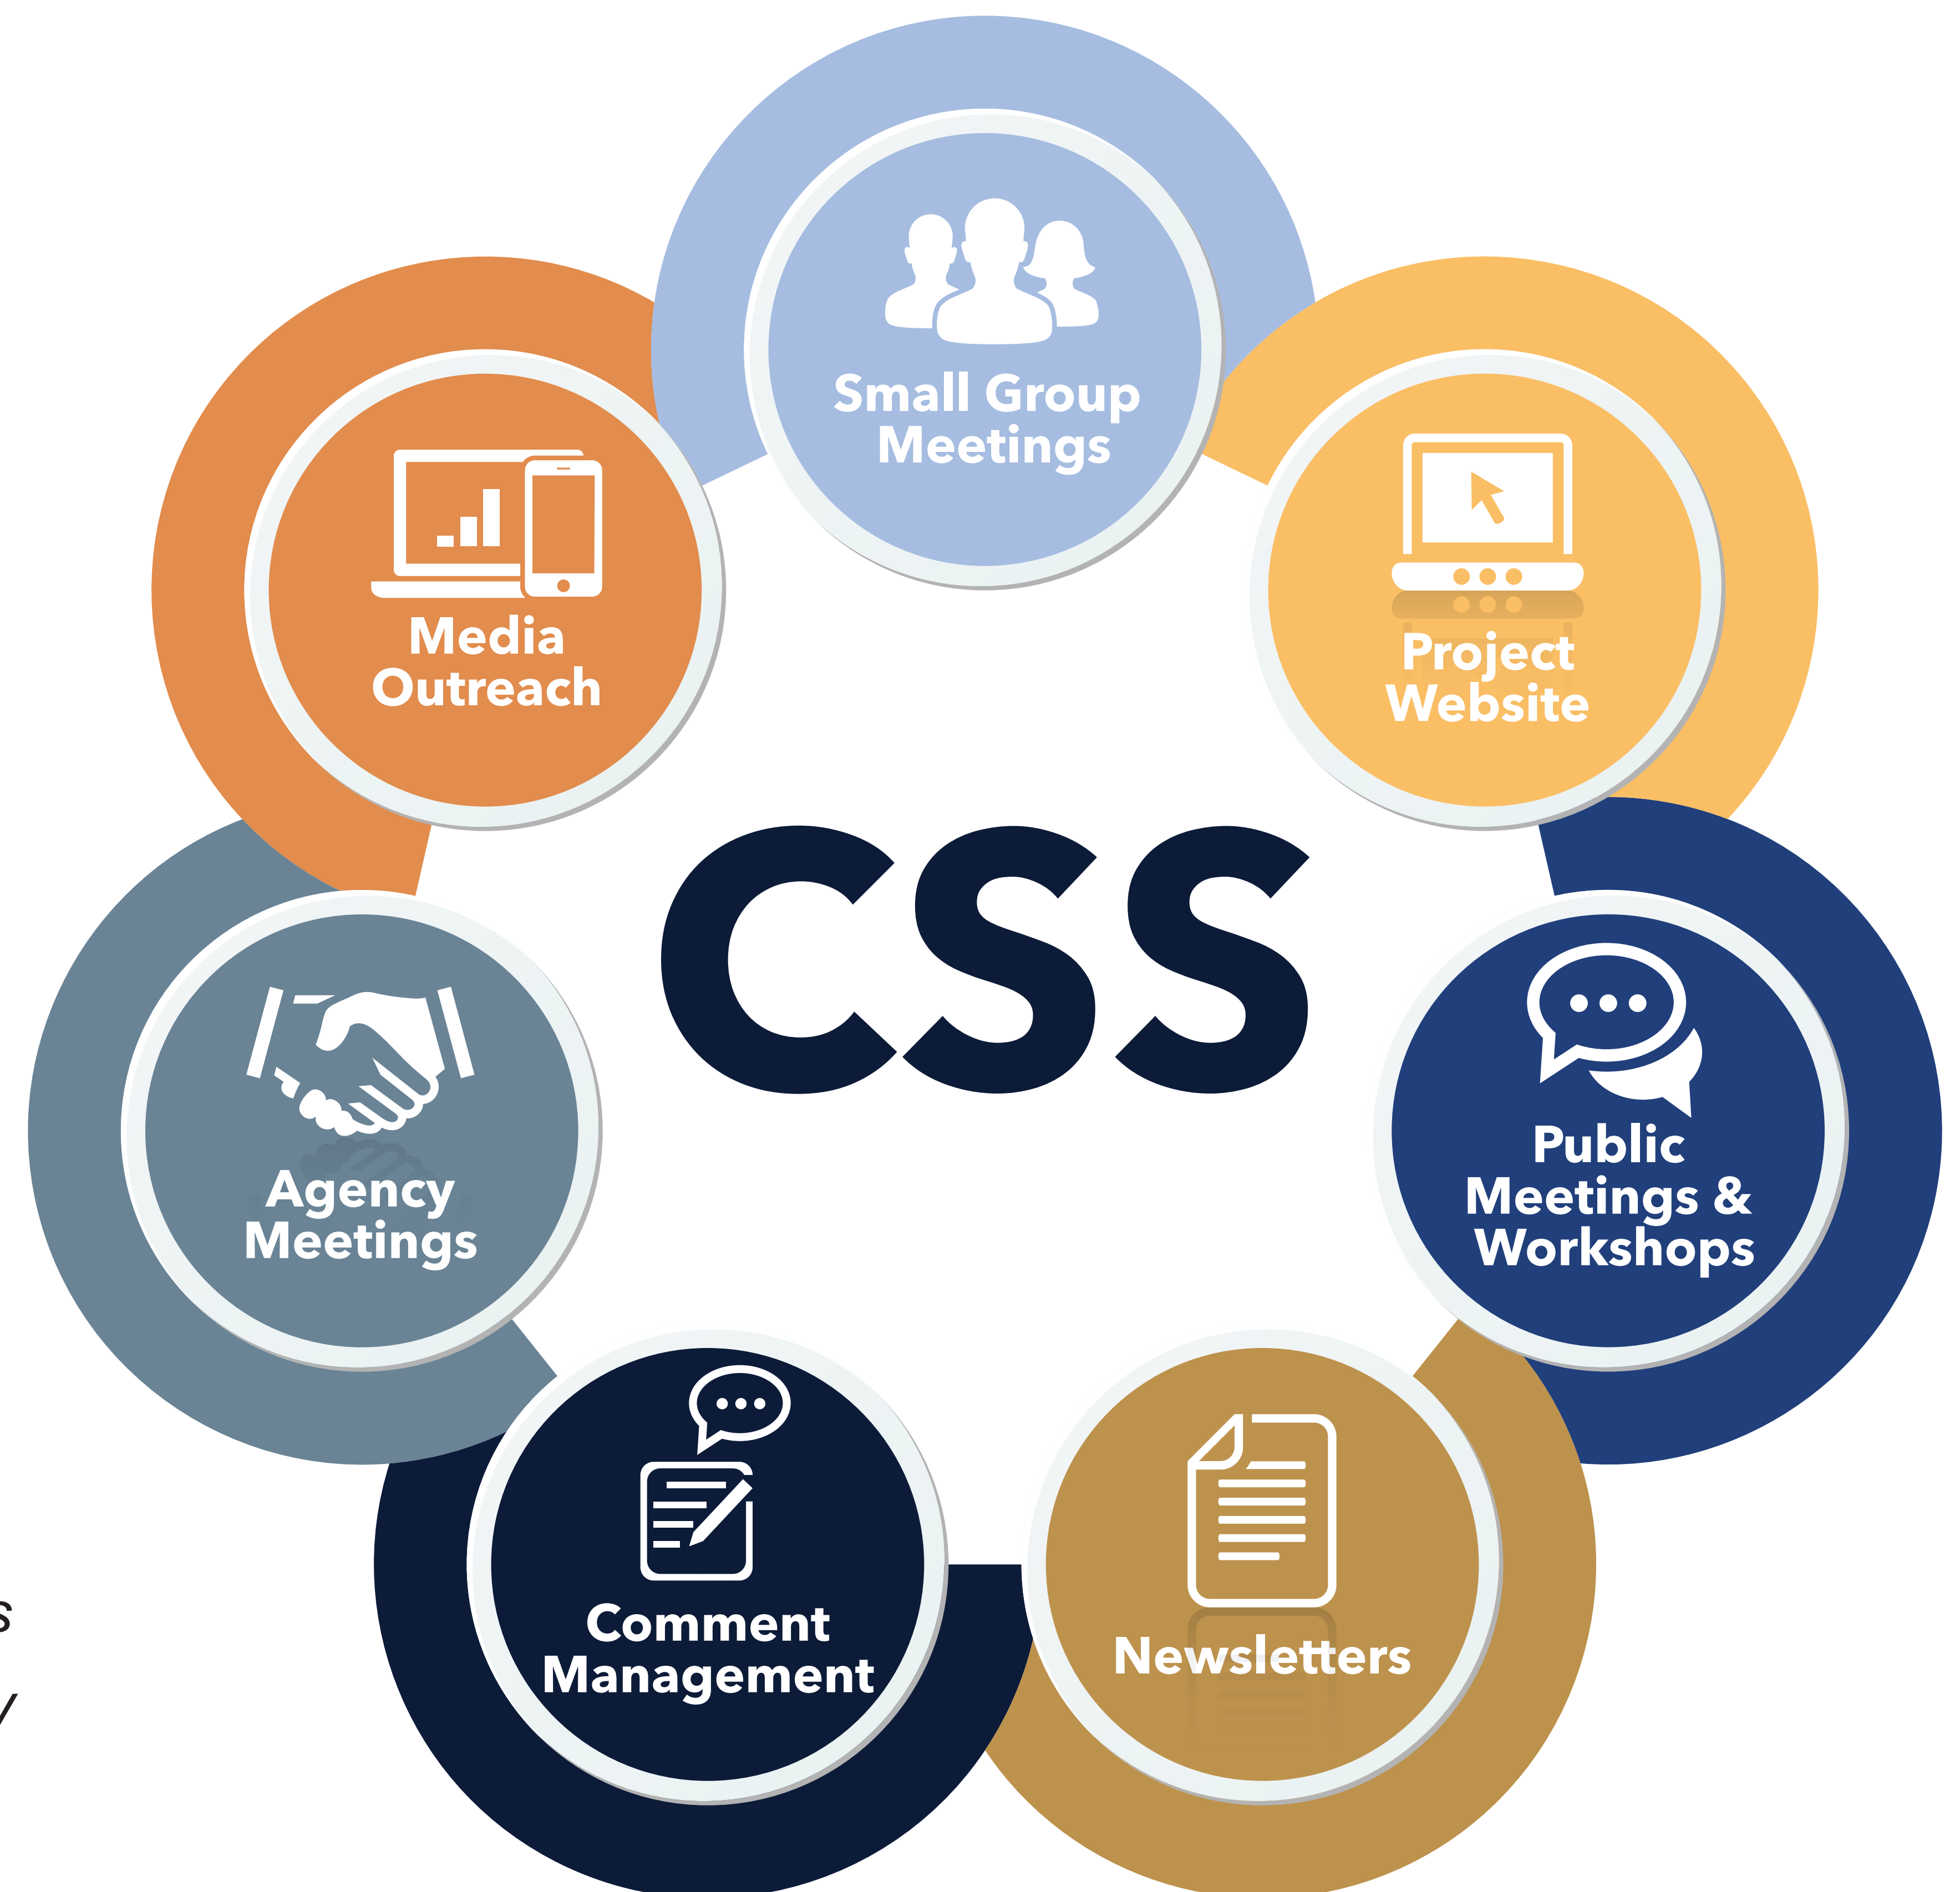 Small Group
Meetings
Media
Outreach
Project
Website
CSS
Agency
Meetings
Public
Meetings &
Workshops
Comment
Management
Newsletters
s
y